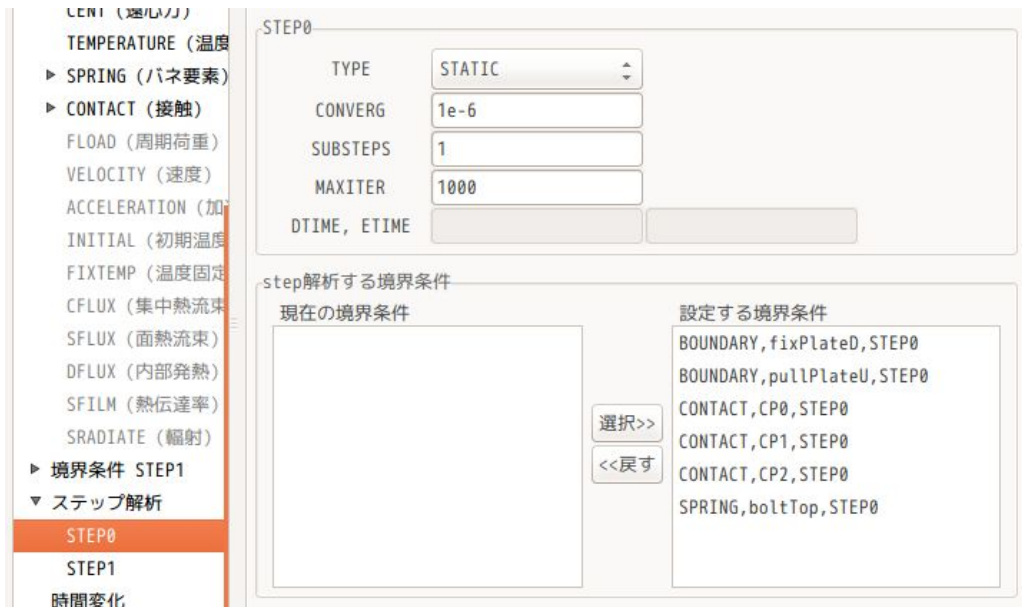 CENT (遠心力)
TEMPERATURE (温度
SPRING (バネ要素)
CONTACT (接触)
FLOAD (周期荷重)
VELOCITY (速度)
ACCELERATION (加
INITIAL (初期温度
FIXTEMP (温度固定
CFLUX (集中熱流束
SFLUX (面熱流束)
DFLUX (内部発熱)
SFILM (熱伝達率)
SRADIATE (輻射)
境界条件 STEP1
ステップ解析
STEP0
STEP1
時間変化
STEP0
TYPE STATIC
CONVERG 1e-6
SUBSTEPS 1
MAXITER 1000
DTIME, ETIME
step解析する境界条件
現在の境界条件
選択>>
<<戻す
設定する境界条件
BOUNDARY,fixPlateD,STEP0
BOUNDARY,pullPlateU,STEP0
CONTACT,CP0,STEP0
CONTACT,CP1,STEP0
CONTACT,CP2,STEP0
SPRING,boltTop,STEP0